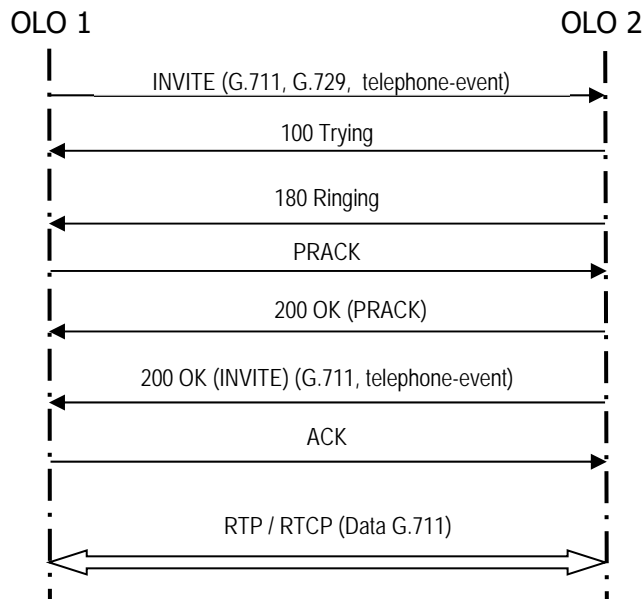 OLO 1
OLO 2
INVITE (G.711, G.729, telephone-event)
100 Trying
180 Ringing
PRACK
200 OK (PRACK)
200 OK (INVITE) (G.711, telephone-event)
ACK
RTP / RTCP (Data G.711)